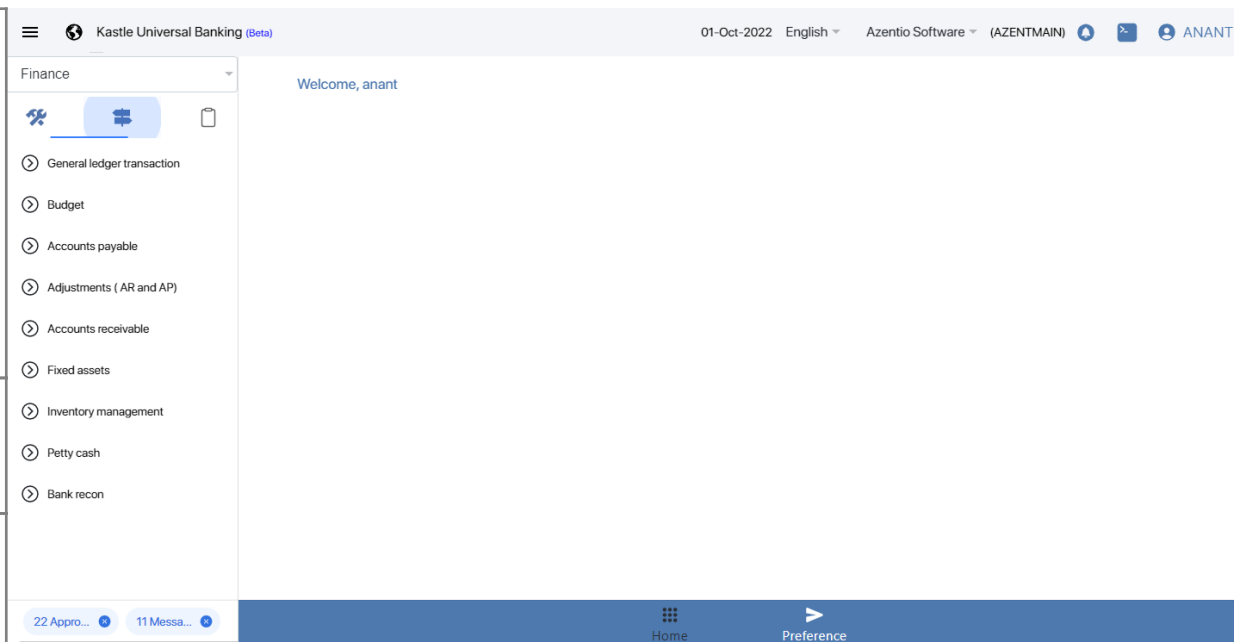 Kastle Universal Banking (Beta) 01-Oct-2022 English Azentio Software (AZENTMAIN) ANANT
Finance
Welcome, anant
General ledger transaction
Budget
Accounts payable
Adjustments ( AR and AP)
Accounts receivable
Fixed assets
Inventory management
Petty cash
Bank recon
22 Appro... 11 Messa...
Home Preference